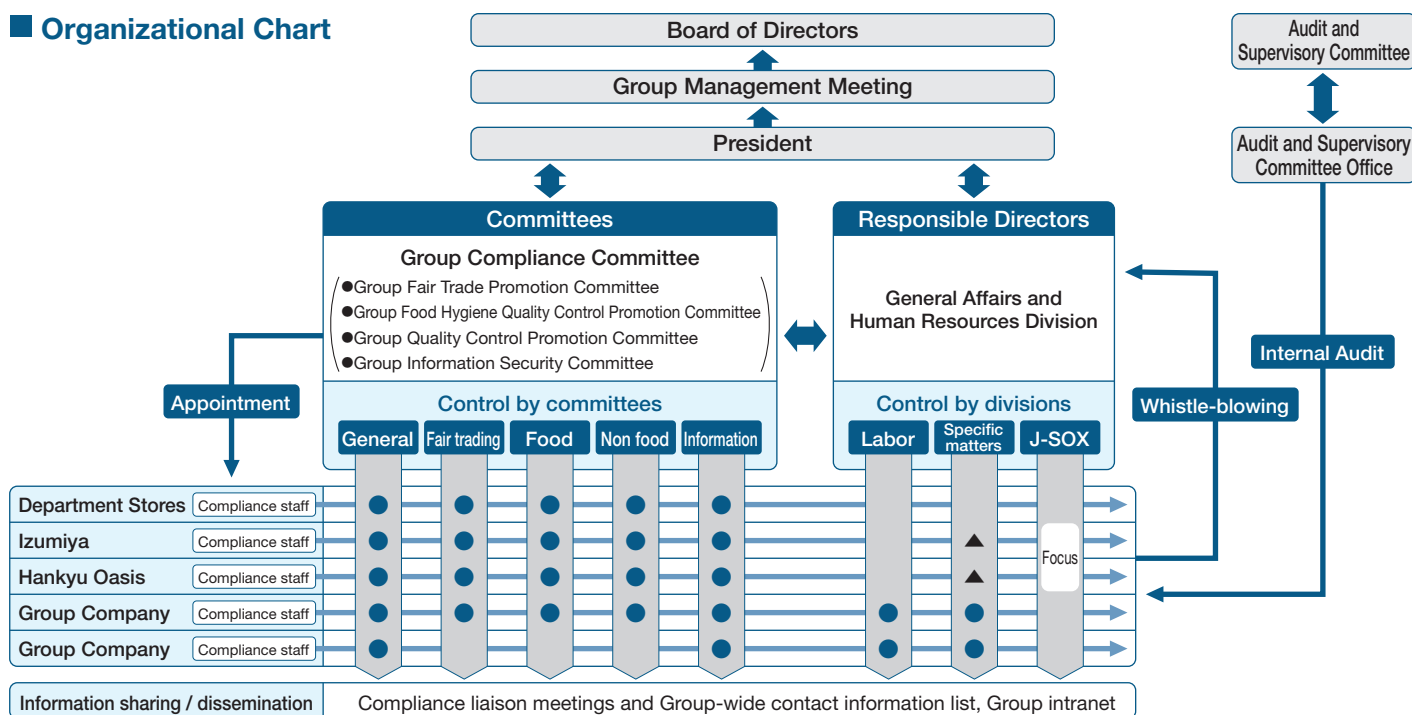 ■ Organizational Chart
Board of Directors
Group Management Meeting
President
Audit and
Supervisory Committee
Audit and Supervisory
Committee Office
Committees
Group Compliance Committee
●Group Fair Trade Promotion Committee
●Group Food Hygiene Quality Control Promotion Committee
●Group Quality Control Promotion Committee
●Group Information Security Committee
Responsible Directors
General Affairs and
Human Resources Division
Appointment
Internal Audit
Whistle-blowing
Control by committees
General
Fair trading
Food
Non food
Information
Control by divisions
Labor
Specific
matters
J-SOX
Department Stores
Compliance staff
Izumiya
Compliance staff
Hankyu Oasis
Compliance staff
Focus
Group Company
Compliance staff
Group Company
Compliance staff
Information sharing / dissemination
Compliance liaison meetings and Group-wide contact information list, Group intranet